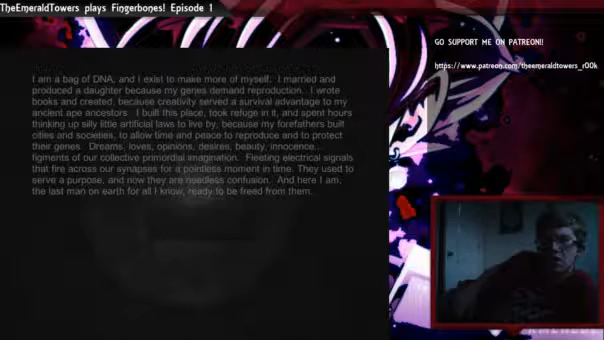 TheEmeraldTowers plays Fingerbones! Episode 1
GO SUPPORT ME ON PATREON!!
https://www.patreon.com/theemeraldtowers_r00k
I am a bag of DNA, and I exist to make more of myself. I married and
produced a daughter because my genes demand reproduction. I wrote
books and created, because creativity served a survival advantage to my
ancient ape ancestors. I built this place, took refuge in it, and spent hours
thinking up silly little artificial laws to live by, because my forefathers built
cities and societies, to allow time and peace to reproduce and to protect
their genes. Dreams, loves, opinions, desires, beauty, innocence...
figments of our collective primordial imagination. Fleeting electrical signals
that fire across our synapses for a pointless moment in time. They used to
serve a purpose, and now they are needless confusion. And here I am,
the last man on earth for all I know, ready to be freed from them.